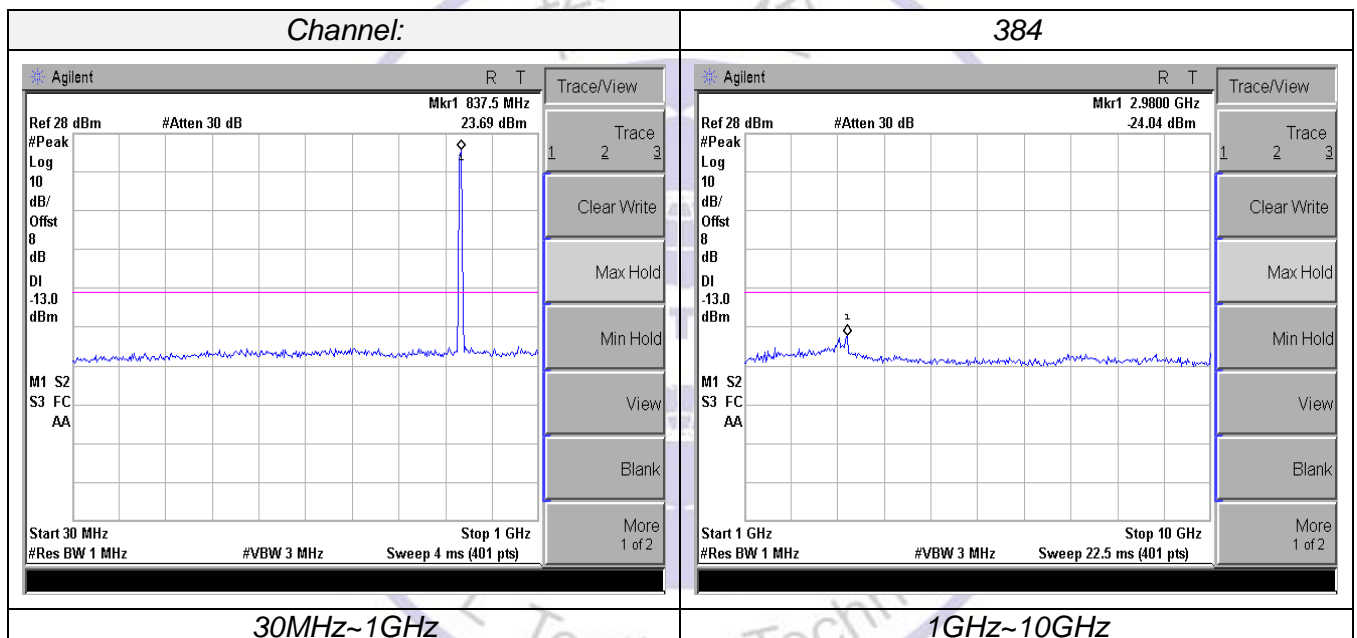 Channel: 384
Agilent R T
Mkr1 837.5 MHz
Ref 28 dBm #Atten 30 dB 23.69 dBm
#Peak
Log
10
dB/
Offst
8
dB
DI
-13.0
dBm
M1 S2
S3 FC
AA
1
Start 30 MHz Stop 1 GHz
#Res BW 1 MHz #VBW 3 MHz Sweep 4 ms (401 pts)
Trace/View
Trace
1 2 3
Clear Write
Max Hold
Min Hold
View
Blank
More
1 of 2
Agilent R T
Mkr1 2.9800 GHz
Ref 28 dBm #Atten 30 dB -24.04 dBm
#Peak
Log
10
dB/
Offst
8
dB
DI
-13.0
dBm
1
M1 S2
S3 FC
AA
Start 1 GHz Stop 10 GHz
#Res BW 1 MHz #VBW 3 MHz Sweep 22.5 ms (401 pts)
Trace/View
Trace
1 2 3
Clear Write
Max Hold
Min Hold
View
Blank
More
1 of 2
30MHz~1GHz 1GHz~10GHz